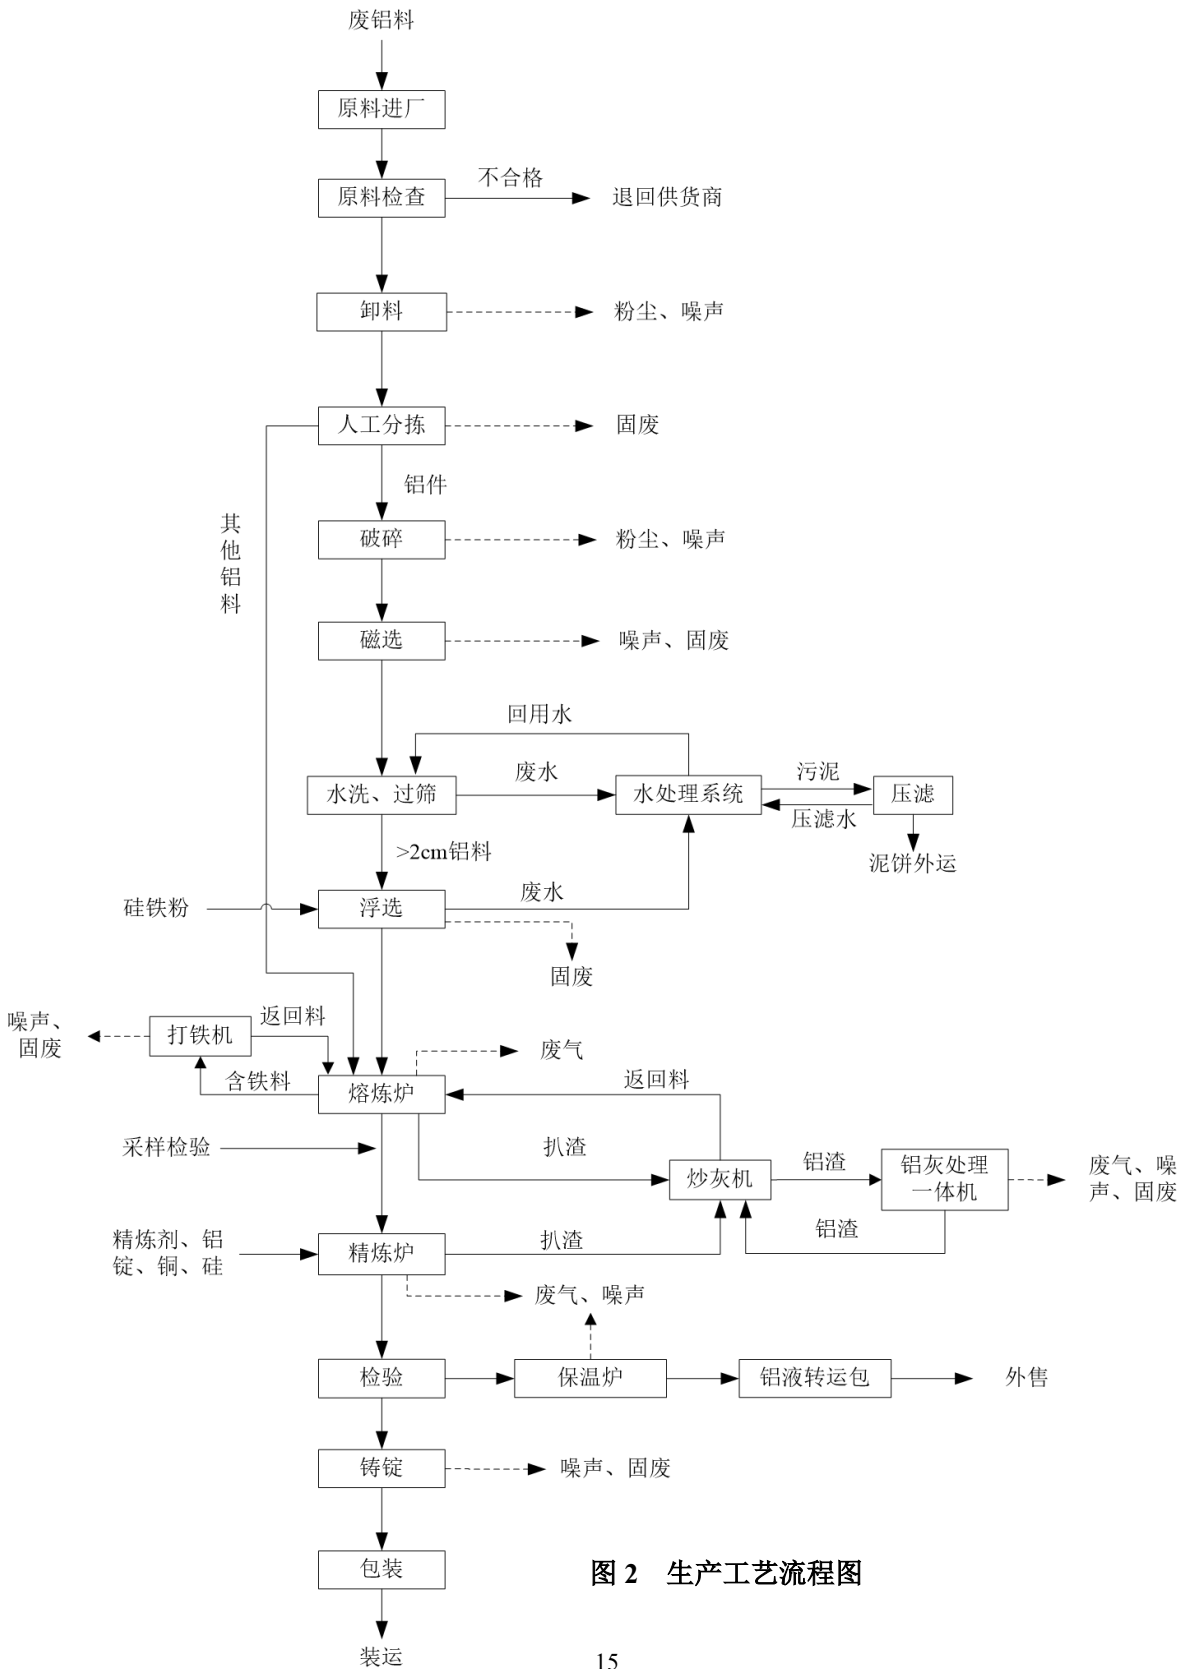 废铝料
原料进厂
不合格
原料检查
退回供货商
卸料
粉尘、噪声
人工分拣
固废
铝件
其他铝料
破碎
粉尘、噪声
磁选
噪声、固废
回用水
废水
污泥
水洗、过筛
水处理系统
压滤
压滤水
>2cm铝料
泥饼外运
废水
硅铁粉
浮选
固废
噪声、
固废
打铁机
返回料
废气
含铁料
熔炼炉
返回料
采样检验
扒渣
炒灰机
铝渣
铝灰处理
一体机
废气、噪
声、固废
铝渣
精炼剂、铝
锭、铜、硅
精炼炉
扒渣
废气、噪声
检验
保温炉
铝液转运包
外售
铸锭
噪声、固废
包装
图 2 生产工艺流程图
装运
15